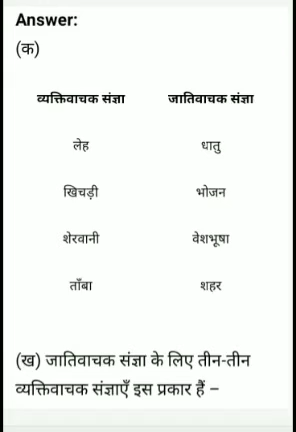 Answer:
(क)
व्यक्तिवाचक संज्ञा जातिवाचक संज्ञा
लेह धातु
खिचड़ी भोजन
शेरवानी वेशभूषा
ताँबा शहर
(ख) जातिवाचक संज्ञा के लिए तीन-तीन
व्यक्तिवाचक संज्ञाएँ इस प्रकार हैं –